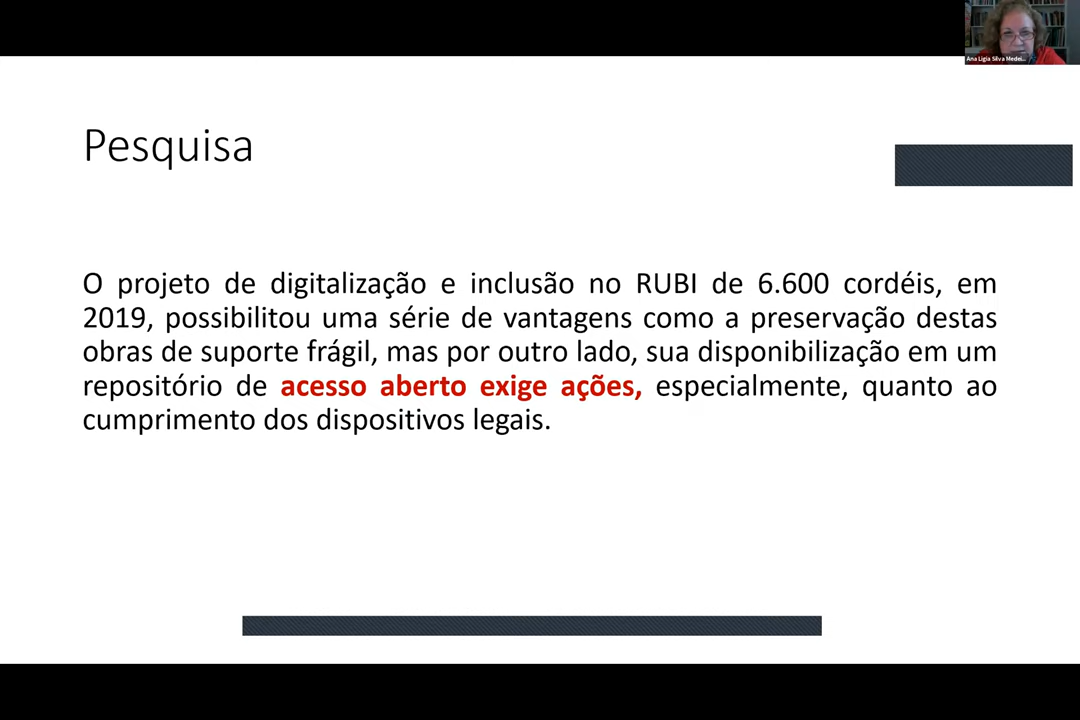 Ana Ligia Silva Medei...
Pesquisa
O projeto de digitalização e inclusão no RUBI de 6.600 cordéis, em
2019, possibilitou uma série de vantagens como a preservação destas
obras de suporte frágil, mas por outro lado, sua disponibilização em um
repositório de acesso aberto exige ações, especialmente, quanto ao
cumprimento dos dispositivos legais.